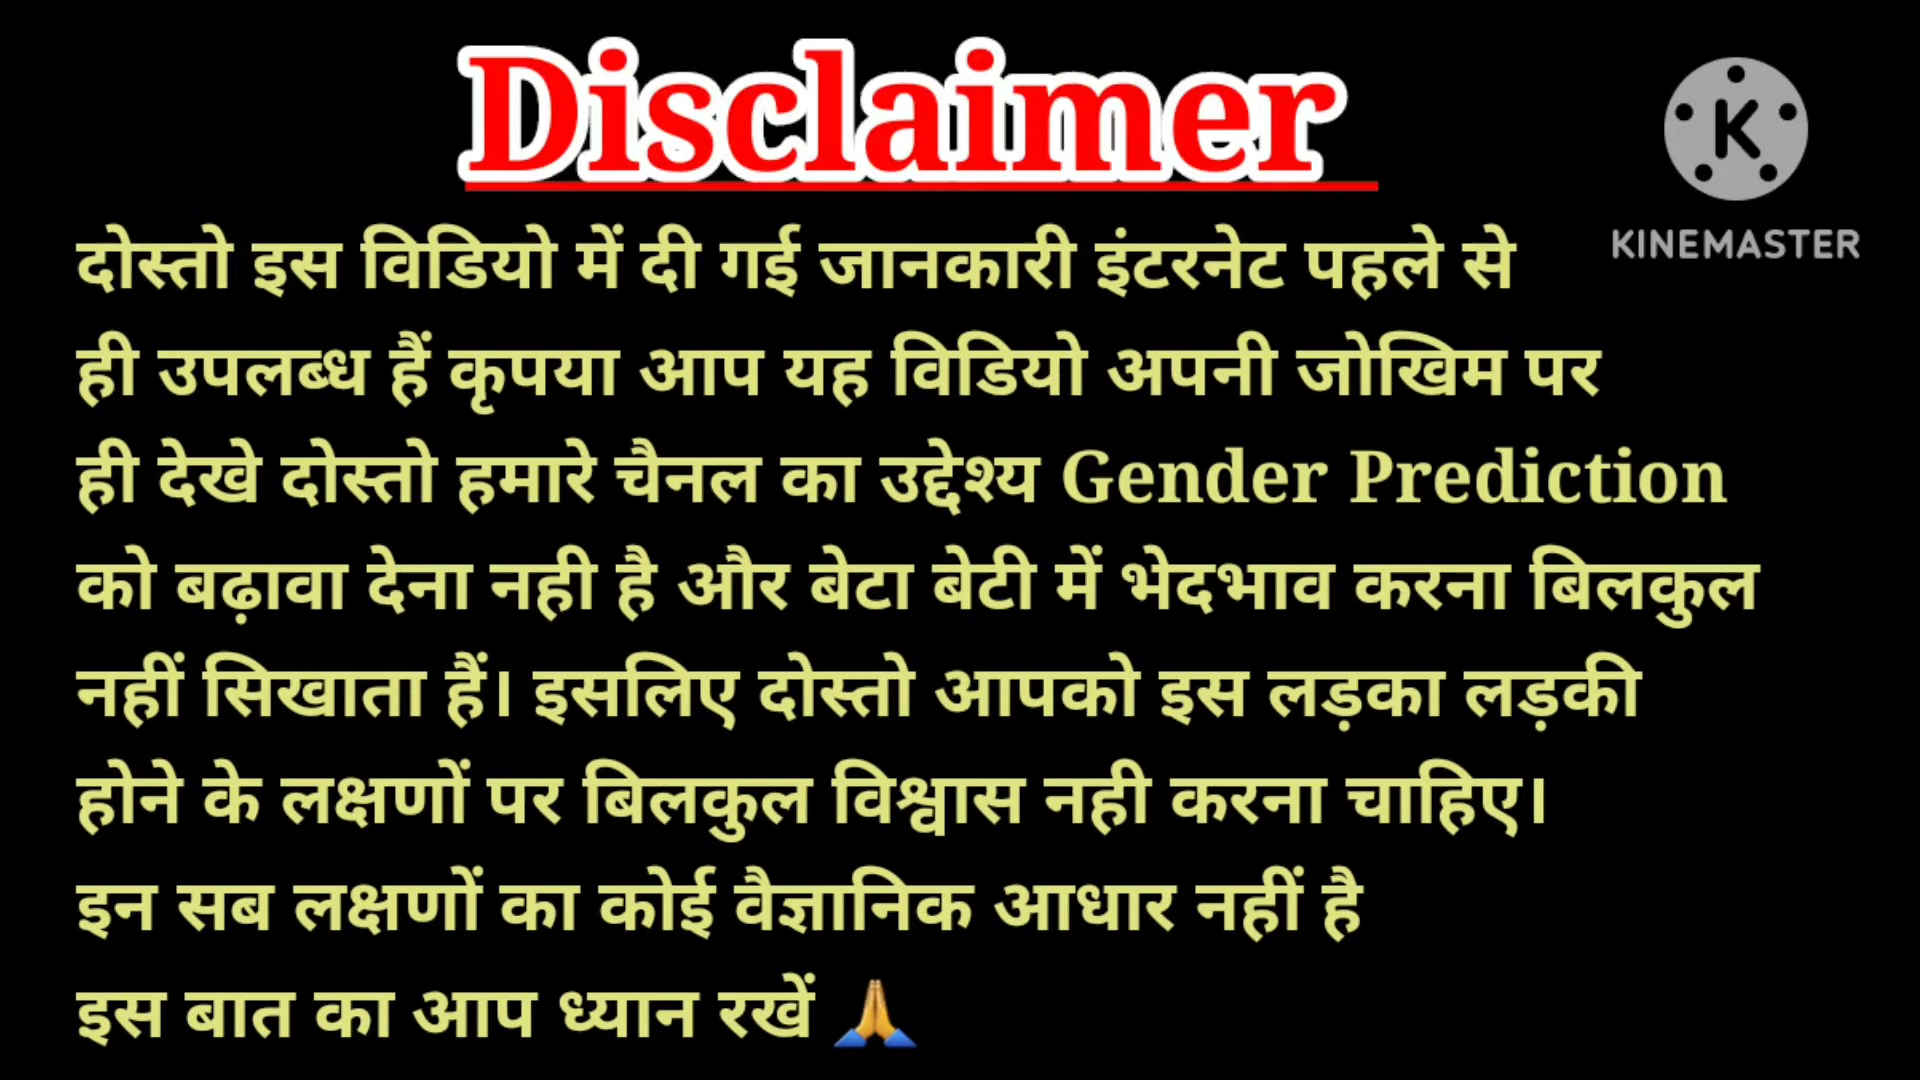 Disclaimer
KINEMASTER
दोस्तो इस विडियो में दी गई जानकारी इंटरनेट पहले से
ही उपलब्ध हैं कृपया आप यह विडियो अपनी जोखिम पर
ही देखे दोस्तो हमारे चैनल का उद्देश्य Gender Prediction
को बढ़ावा देना नही है और बेटा बेटी में भेदभाव करना बिलकुल
नहीं सिखाता हैं। इसलिए दोस्तो आपको इस लड़का लड़की
होने के लक्षणों पर बिलकुल विश्वास नही करना चाहिए।
इन सब लक्षणों का कोई वैज्ञानिक आधार नहीं है
इस बात का आप ध्यान रखें 🙏